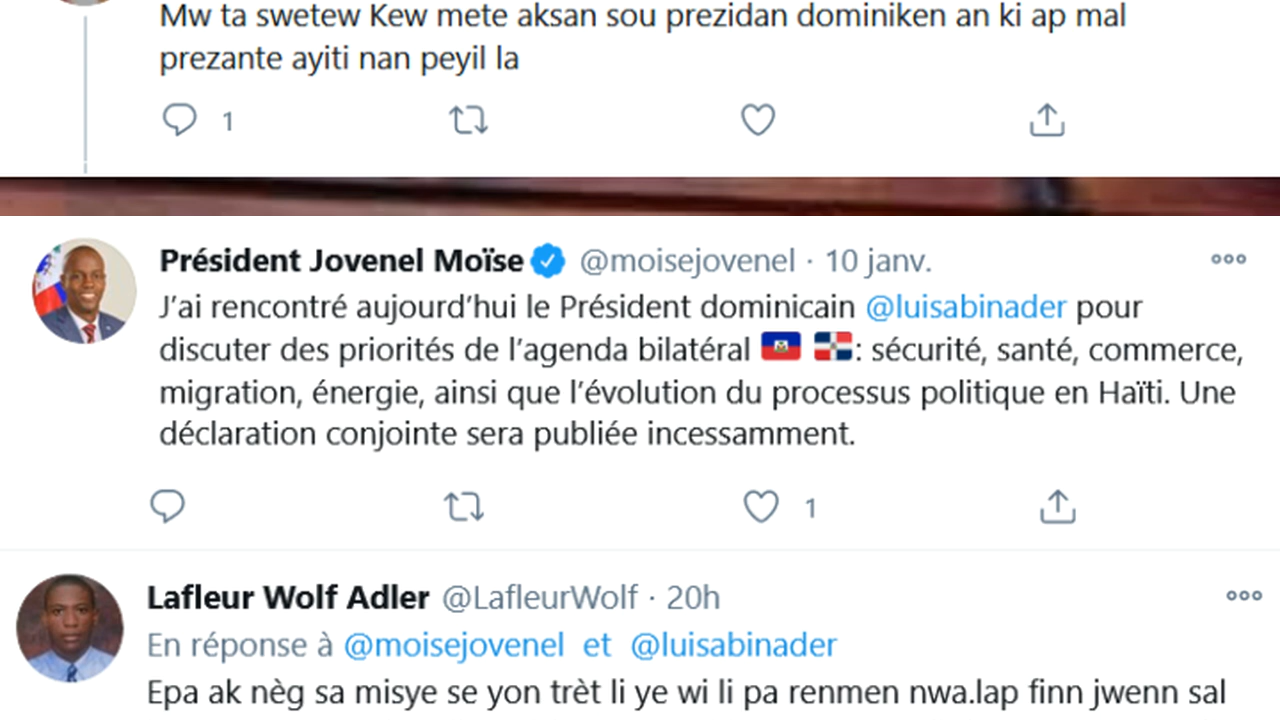 Mw ta swetew Kew mete aksan sou prezidan dominiken an ki ap mal
prezante ayiti nan peyil la
1
Président Jovenel Moïse @moisejovenel · 10 janv.
J’ai rencontré aujourd’hui le Président dominicain @luisabinader pour
discuter des priorités de l’agenda bilatéral 🇭🇹 🇩🇴: sécurité, santé, commerce,
migration, énergie, ainsi que l’évolution du processus politique en Haïti. Une
déclaration conjointe sera publiée incessamment.
1
Lafleur Wolf Adler @LafleurWolf · 20h
En réponse à @moisejovenel et @luisabinader
Epa ak nèg sa misye se yon trèt li ye wi li pa renmen nwa.lap finn jwenn sal